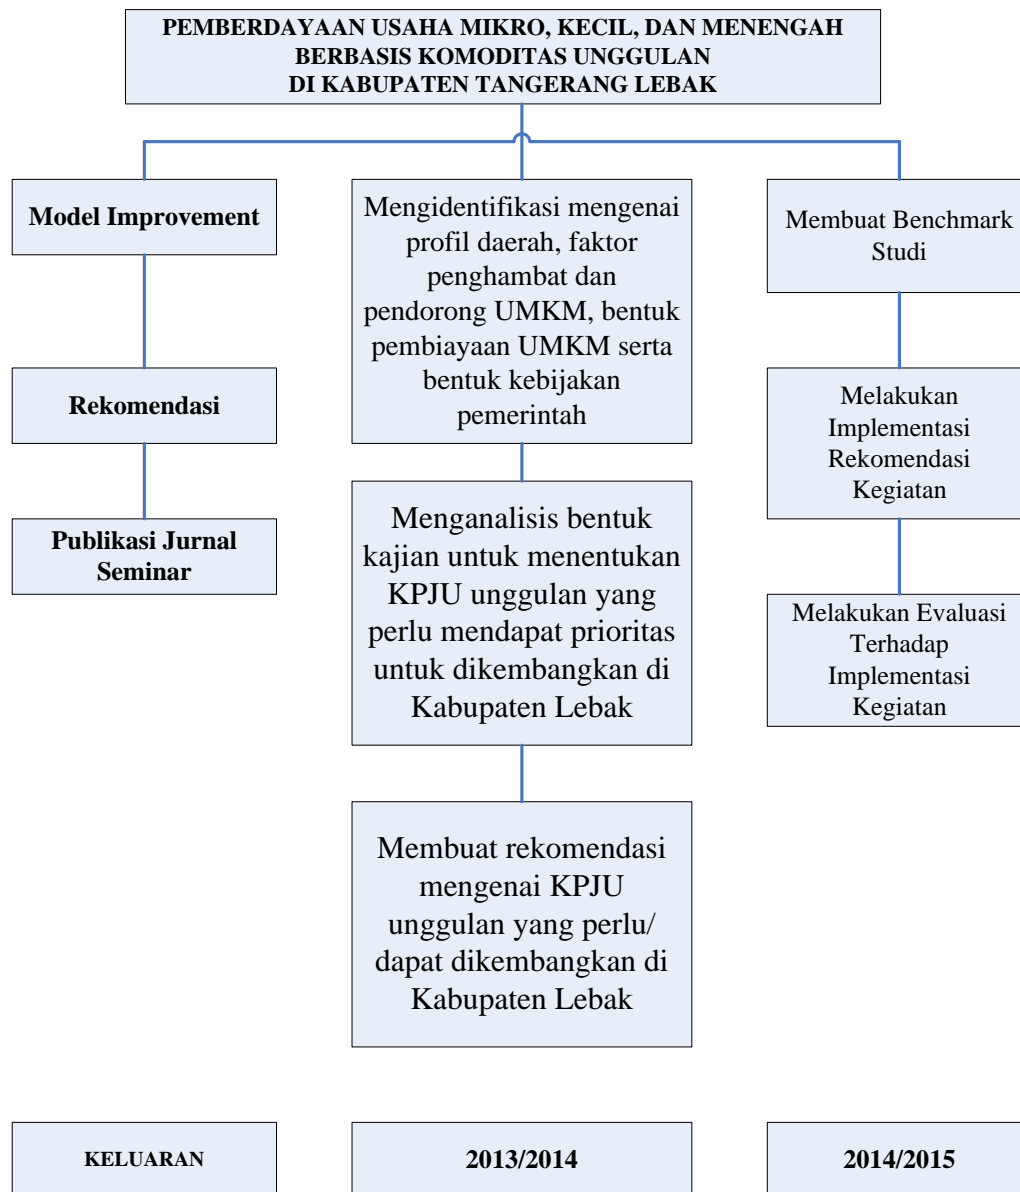 PEMBERDAYAAN USAHA MIKRO, KECIL, DAN MENENGAH
BERBASIS KOMODITAS UNGGULAN
DI KABUPATEN TANGERANG LEBAK
Model Improvement
Rekomendasi
Publikasi Jurnal
Seminar
Mengidentifikasi mengenai
profil daerah, faktor
penghambat dan
pendorong UMKM, bentuk
pembiayaan UMKM serta
bentuk kebijakan
pemerintah
Menganalisis bentuk
kajian untuk menentukan
KPJU unggulan yang
perlu mendapat prioritas
untuk dikembangkan di
Kabupaten Lebak
Membuat rekomendasi
mengenai KPJU
unggulan yang perlu/
dapat dikembangkan di
Kabupaten Lebak
Membuat Benchmark
Studi
Melakukan
Implementasi
Rekomendasi
Kegiatan
Melakukan Evaluasi
Terhadap
Implementasi
Kegiatan
KELUARAN
2013/2014
2014/2015